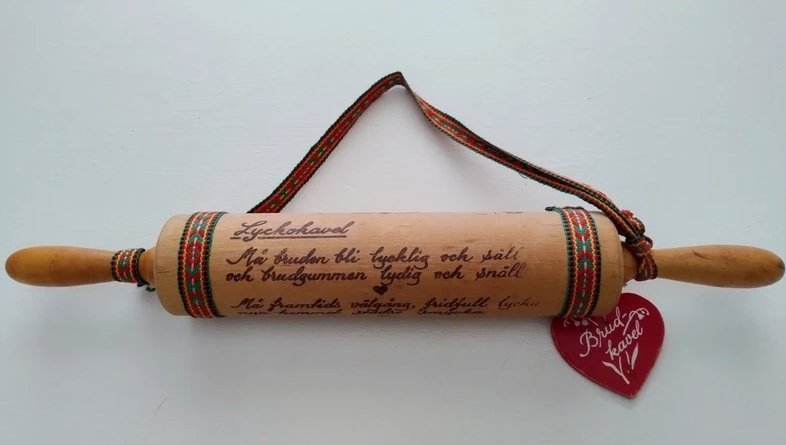 Lyckokavel
Må bruden bli lycklig och säll
och brudgummen lydig och snäll
Må framtids välgång, fridfull lycka
Brud
kavel